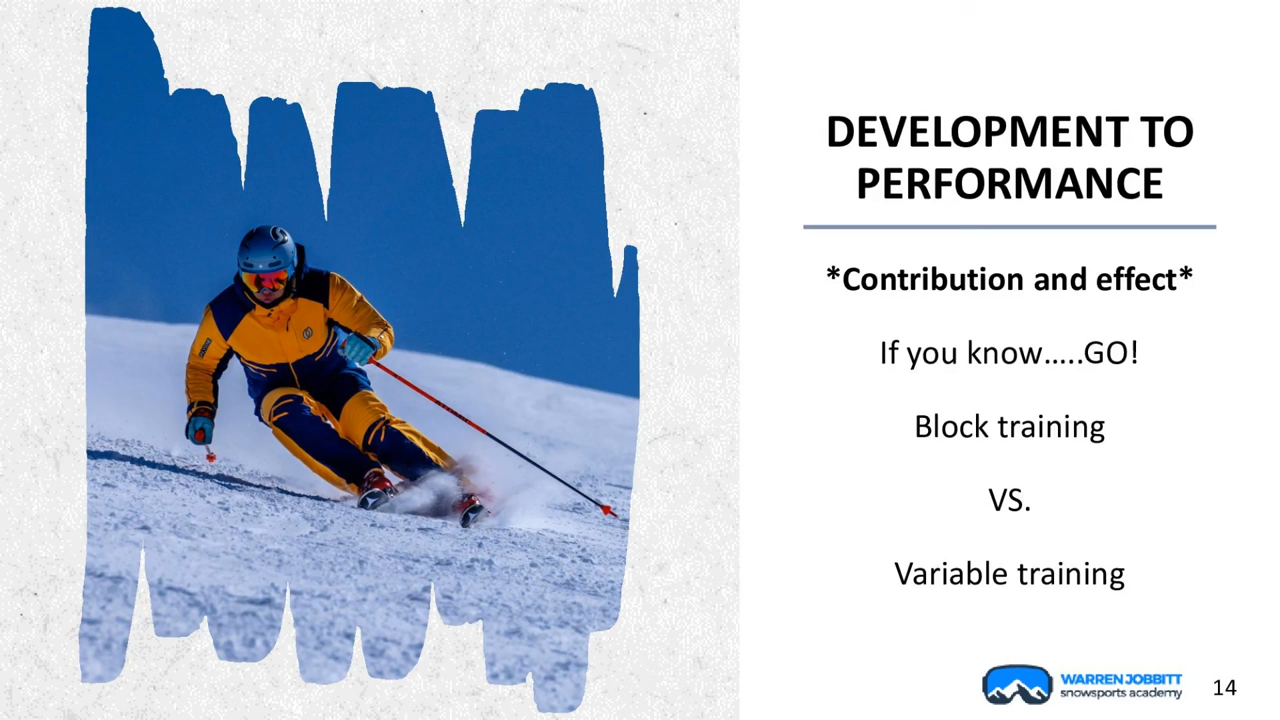 DEVELOPMENT TO
PERFORMANCE
*Contribution and effect*
If you know.....GO!
Block training
VS.
Variable training
WARREN JOBBITT
snowsports academy
14